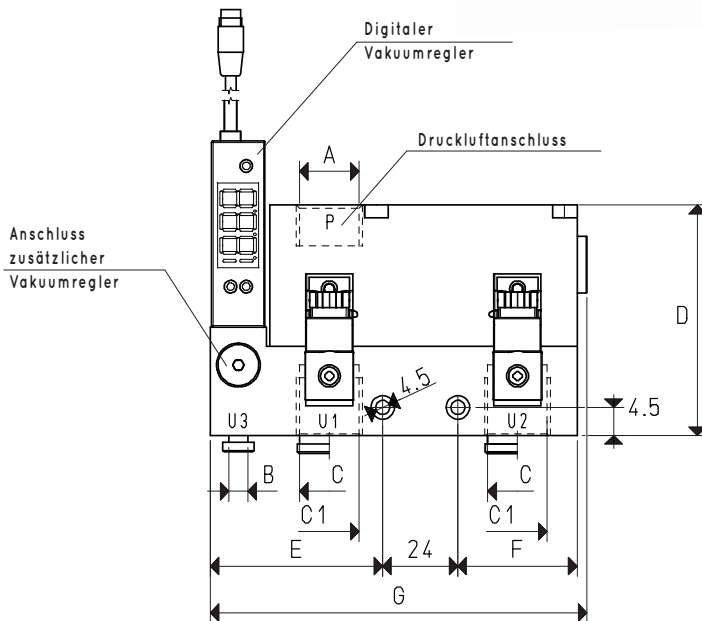 Digitaler
Vakuumregler
Druckluftanschluss
A
P
Anschluss
zusätzlicher
Vakuumregler
D
4.5
4.5
U3
U1
U2
B
C
C
C1
C1
E
24
F
G